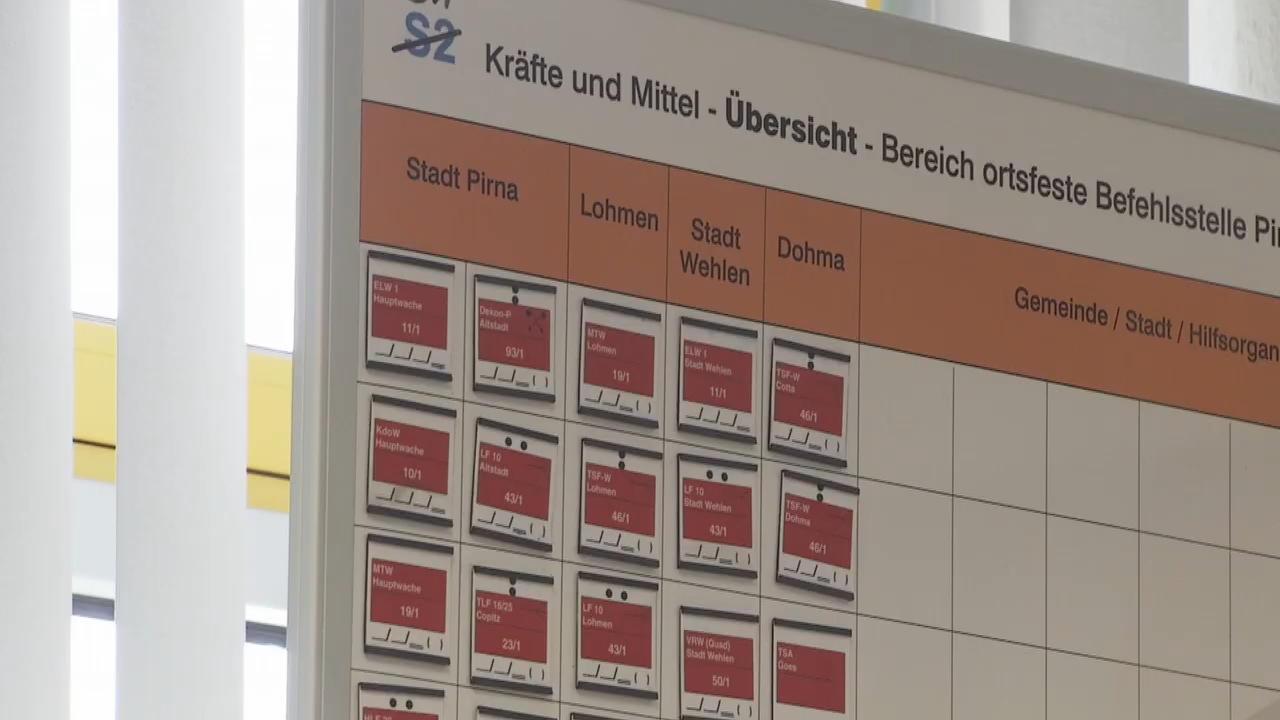 S2
Kräfte und Mittel - Übersicht - Bereich ortsfeste Befehlsstelle Pi
Stadt Pirna
Lohmen
Stadt
Wehlen
Dohma
Gemeinde / Stadt / Hilfsorgan
ELW 1
Hauptwache
11/1
Dekon-P
Altstadt
93/1
MTW
Lohmen
19/1
ELW 1
Stadt Wehlen
11/1
TSF-W
Cotta
46/1
KdoW
Hauptwache
10/1
LF 10
Altstadt
43/1
TSF-W
Lohmen
46/1
LF 10
Stadt Wehlen
43/1
TSF-W
Dohma
46/1
MTW
Hauptwache
19/1
TLF 16/25
Copitz
23/1
LF 10
Lohmen
43/1
VRW (Quad)
Stadt Wehlen
50/1
TSA
Goes